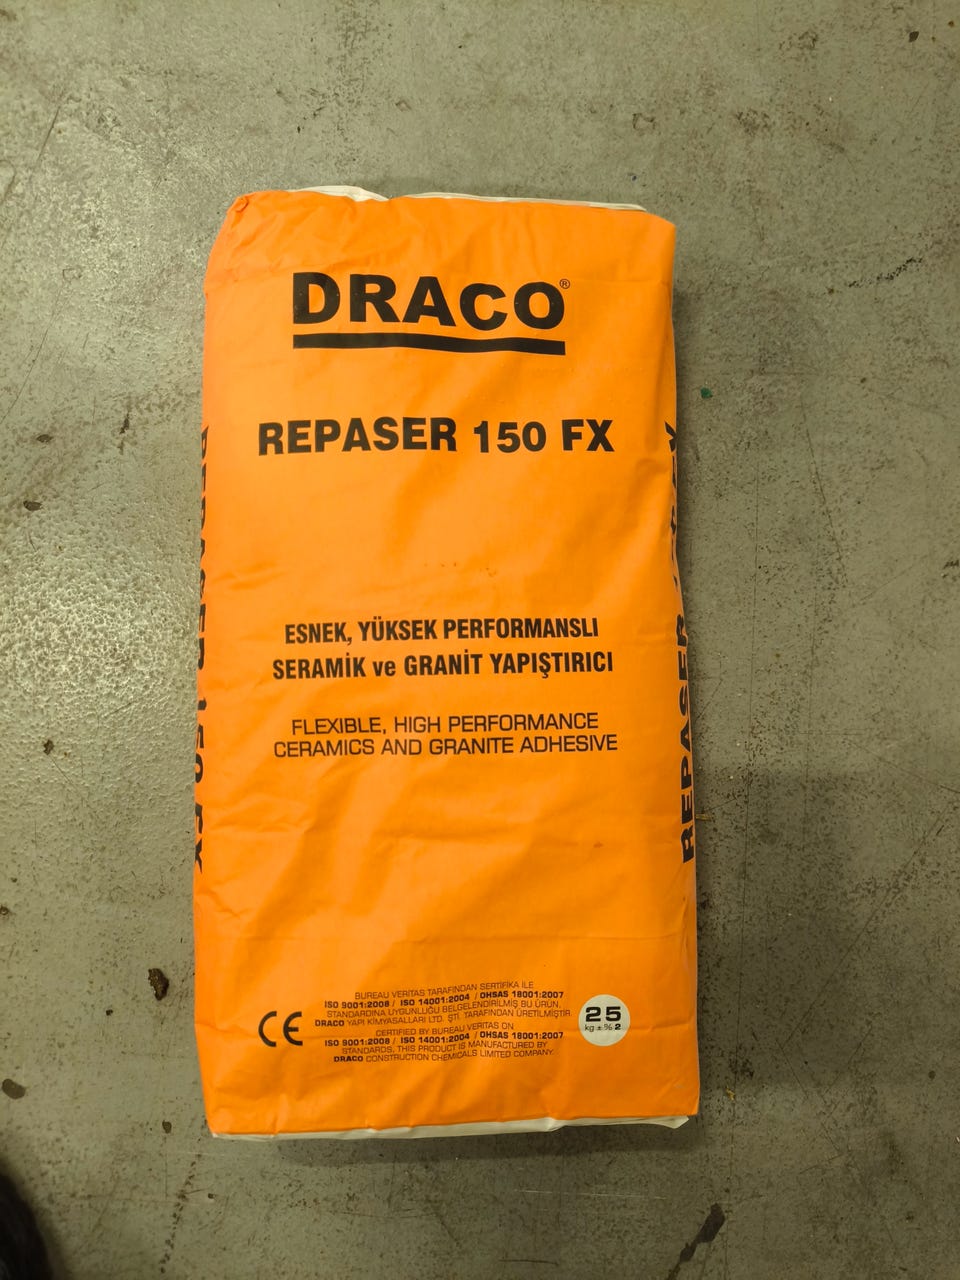 DRACO®
REPASER 150 FX
ESNEK, YÜKSEK PERFORMANSLI
SERAMİK ve GRANİT YAPIŞTIRICI
FLEXIBLE, HIGH PERFORMANCE
CERAMICS AND GRANITE ADHESIVE
BUREAU VERITAS TARAFINDAN SERTİFİKA İLE
ISO 9001:2008 / ISO 14001:2004 / OHSAS 18001:2007
STANDARDINA UYGUNLUĞU BELGELENDİRİLMİŞ BU ÜRÜN,
DRACO YAPI KİMYASALLARI LTD. ŞTİ. TARAFINDAN ÜRETİLMİŞTİR.
CERTIFIED BY BUREAU VERITAS ON
ISO 9001:2008 / ISO 14001:2004 / OHSAS 18001:2007
STANDARDS, THIS PRODUCT IS MANUFACTURED BY
DRACO CONSTRUCTION CHEMICALS LIMITED COMPANY.
CE
25
kg ± % 2
REPASER 150 FX
REPASER